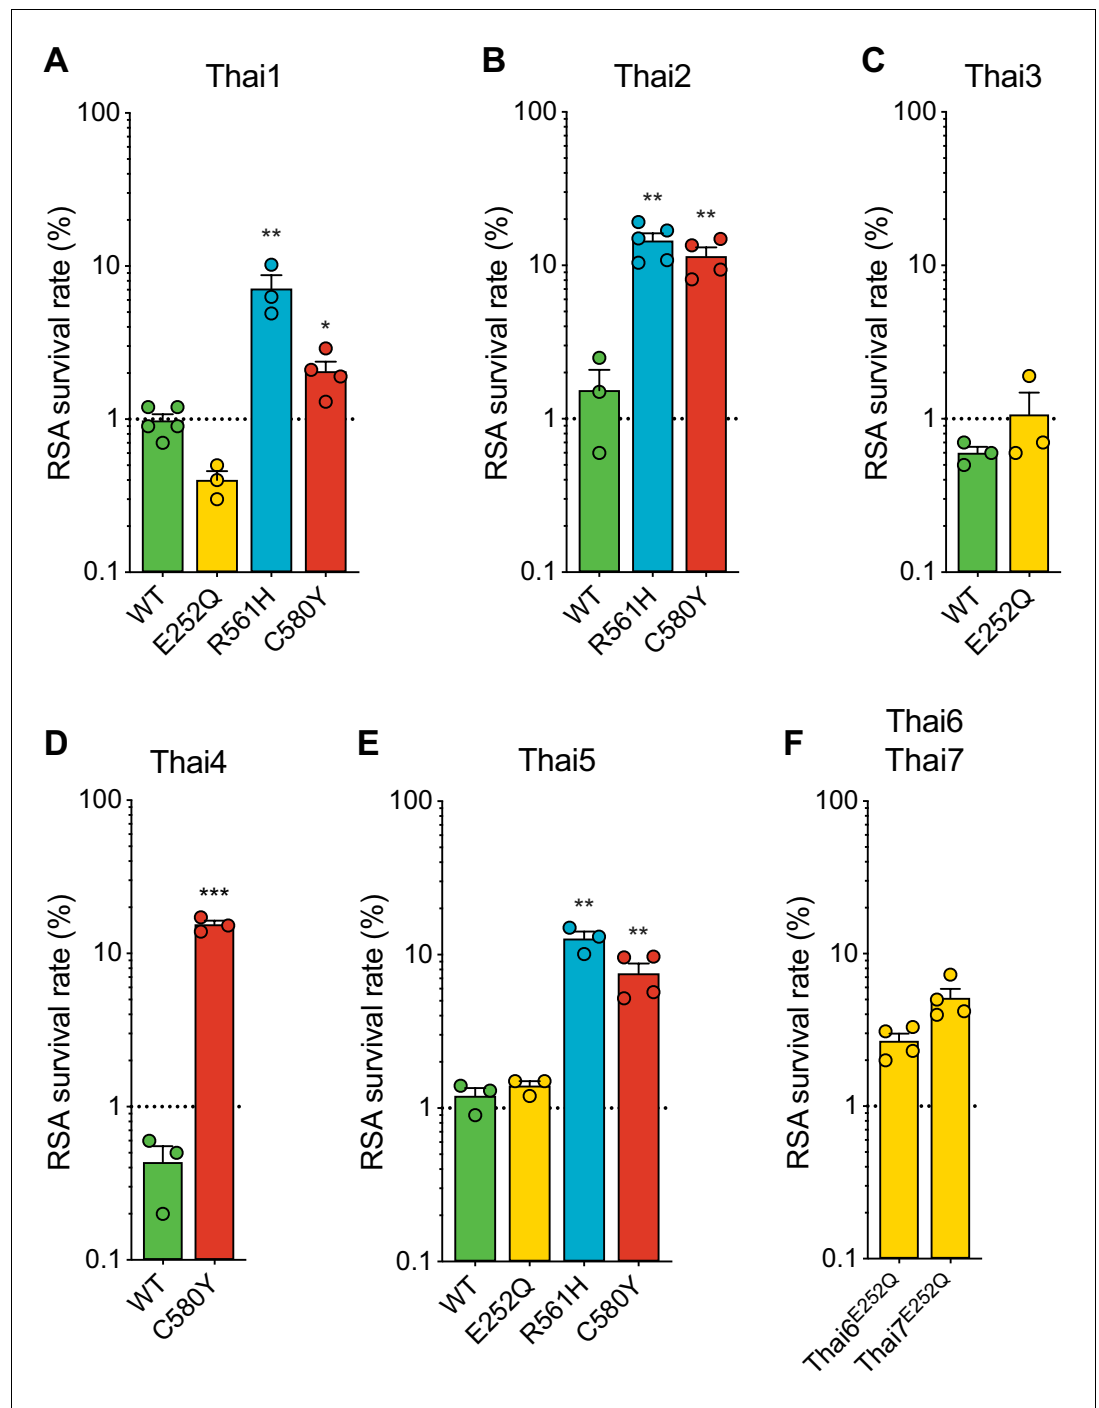 A
Thai1
100
10
1
0.1
RSA survival rate (%)
**
*
WT
E252Q
R561H
C580Y
B
Thai2
100
10
1
0.1
RSA survival rate (%)
**
**
WT
R561H
C580Y
C
Thai3
100
10
1
0.1
RSA survival rate (%)
WT
E252Q
D
Thai4
100
10
1
0.1
RSA survival rate (%)
***
WT
C580Y
E
Thai5
100
10
1
0.1
RSA survival rate (%)
**
**
WT
E252Q
R561H
C580Y
F
Thai6
Thai7
100
10
1
0.1
RSA survival rate (%)
Thai6E252Q
Thai7E252Q